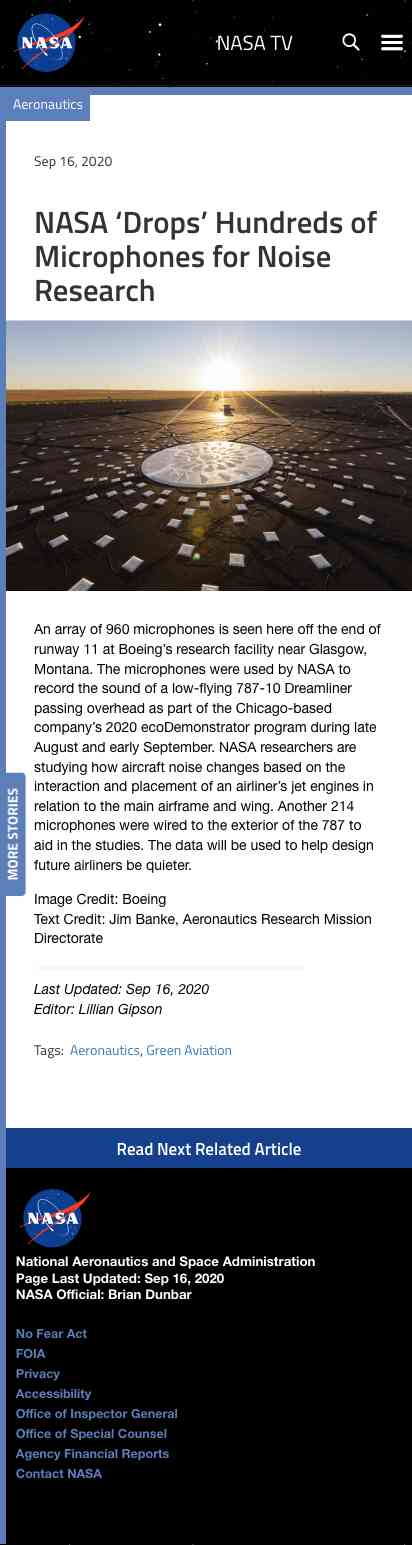 NASA
NASA TV
Aeronautics
Sep 16, 2020
NASA ‘Drops’ Hundreds of
Microphones for Noise
Research
An array of 960 microphones is seen here off the end of
runway 11 at Boeing’s research facility near Glasgow,
Montana. The microphones were used by NASA to
record the sound of a low-flying 787-10 Dreamliner
passing overhead as part of the Chicago-based
company’s 2020 ecoDemonstrator program during late
August and early September. NASA researchers are
studying how aircraft noise changes based on the
interaction and placement of an airliner’s jet engines in
relation to the main airframe and wing. Another 214
microphones were wired to the exterior of the 787 to
aid in the studies. The data will be used to help design
future airliners be quieter.
MORE STORIES
Image Credit: Boeing
Text Credit: Jim Banke, Aeronautics Research Mission
Directorate
Last Updated: Sep 16, 2020
Editor: Lillian Gipson
Tags: Aeronautics, Green Aviation
Read Next Related Article
NASA
National Aeronautics and Space Administration
Page Last Updated: Sep 16, 2020
NASA Official: Brian Dunbar
No Fear Act
FOIA
Privacy
Accessibility
Office of Inspector General
Office of Special Counsel
Agency Financial Reports
Contact NASA